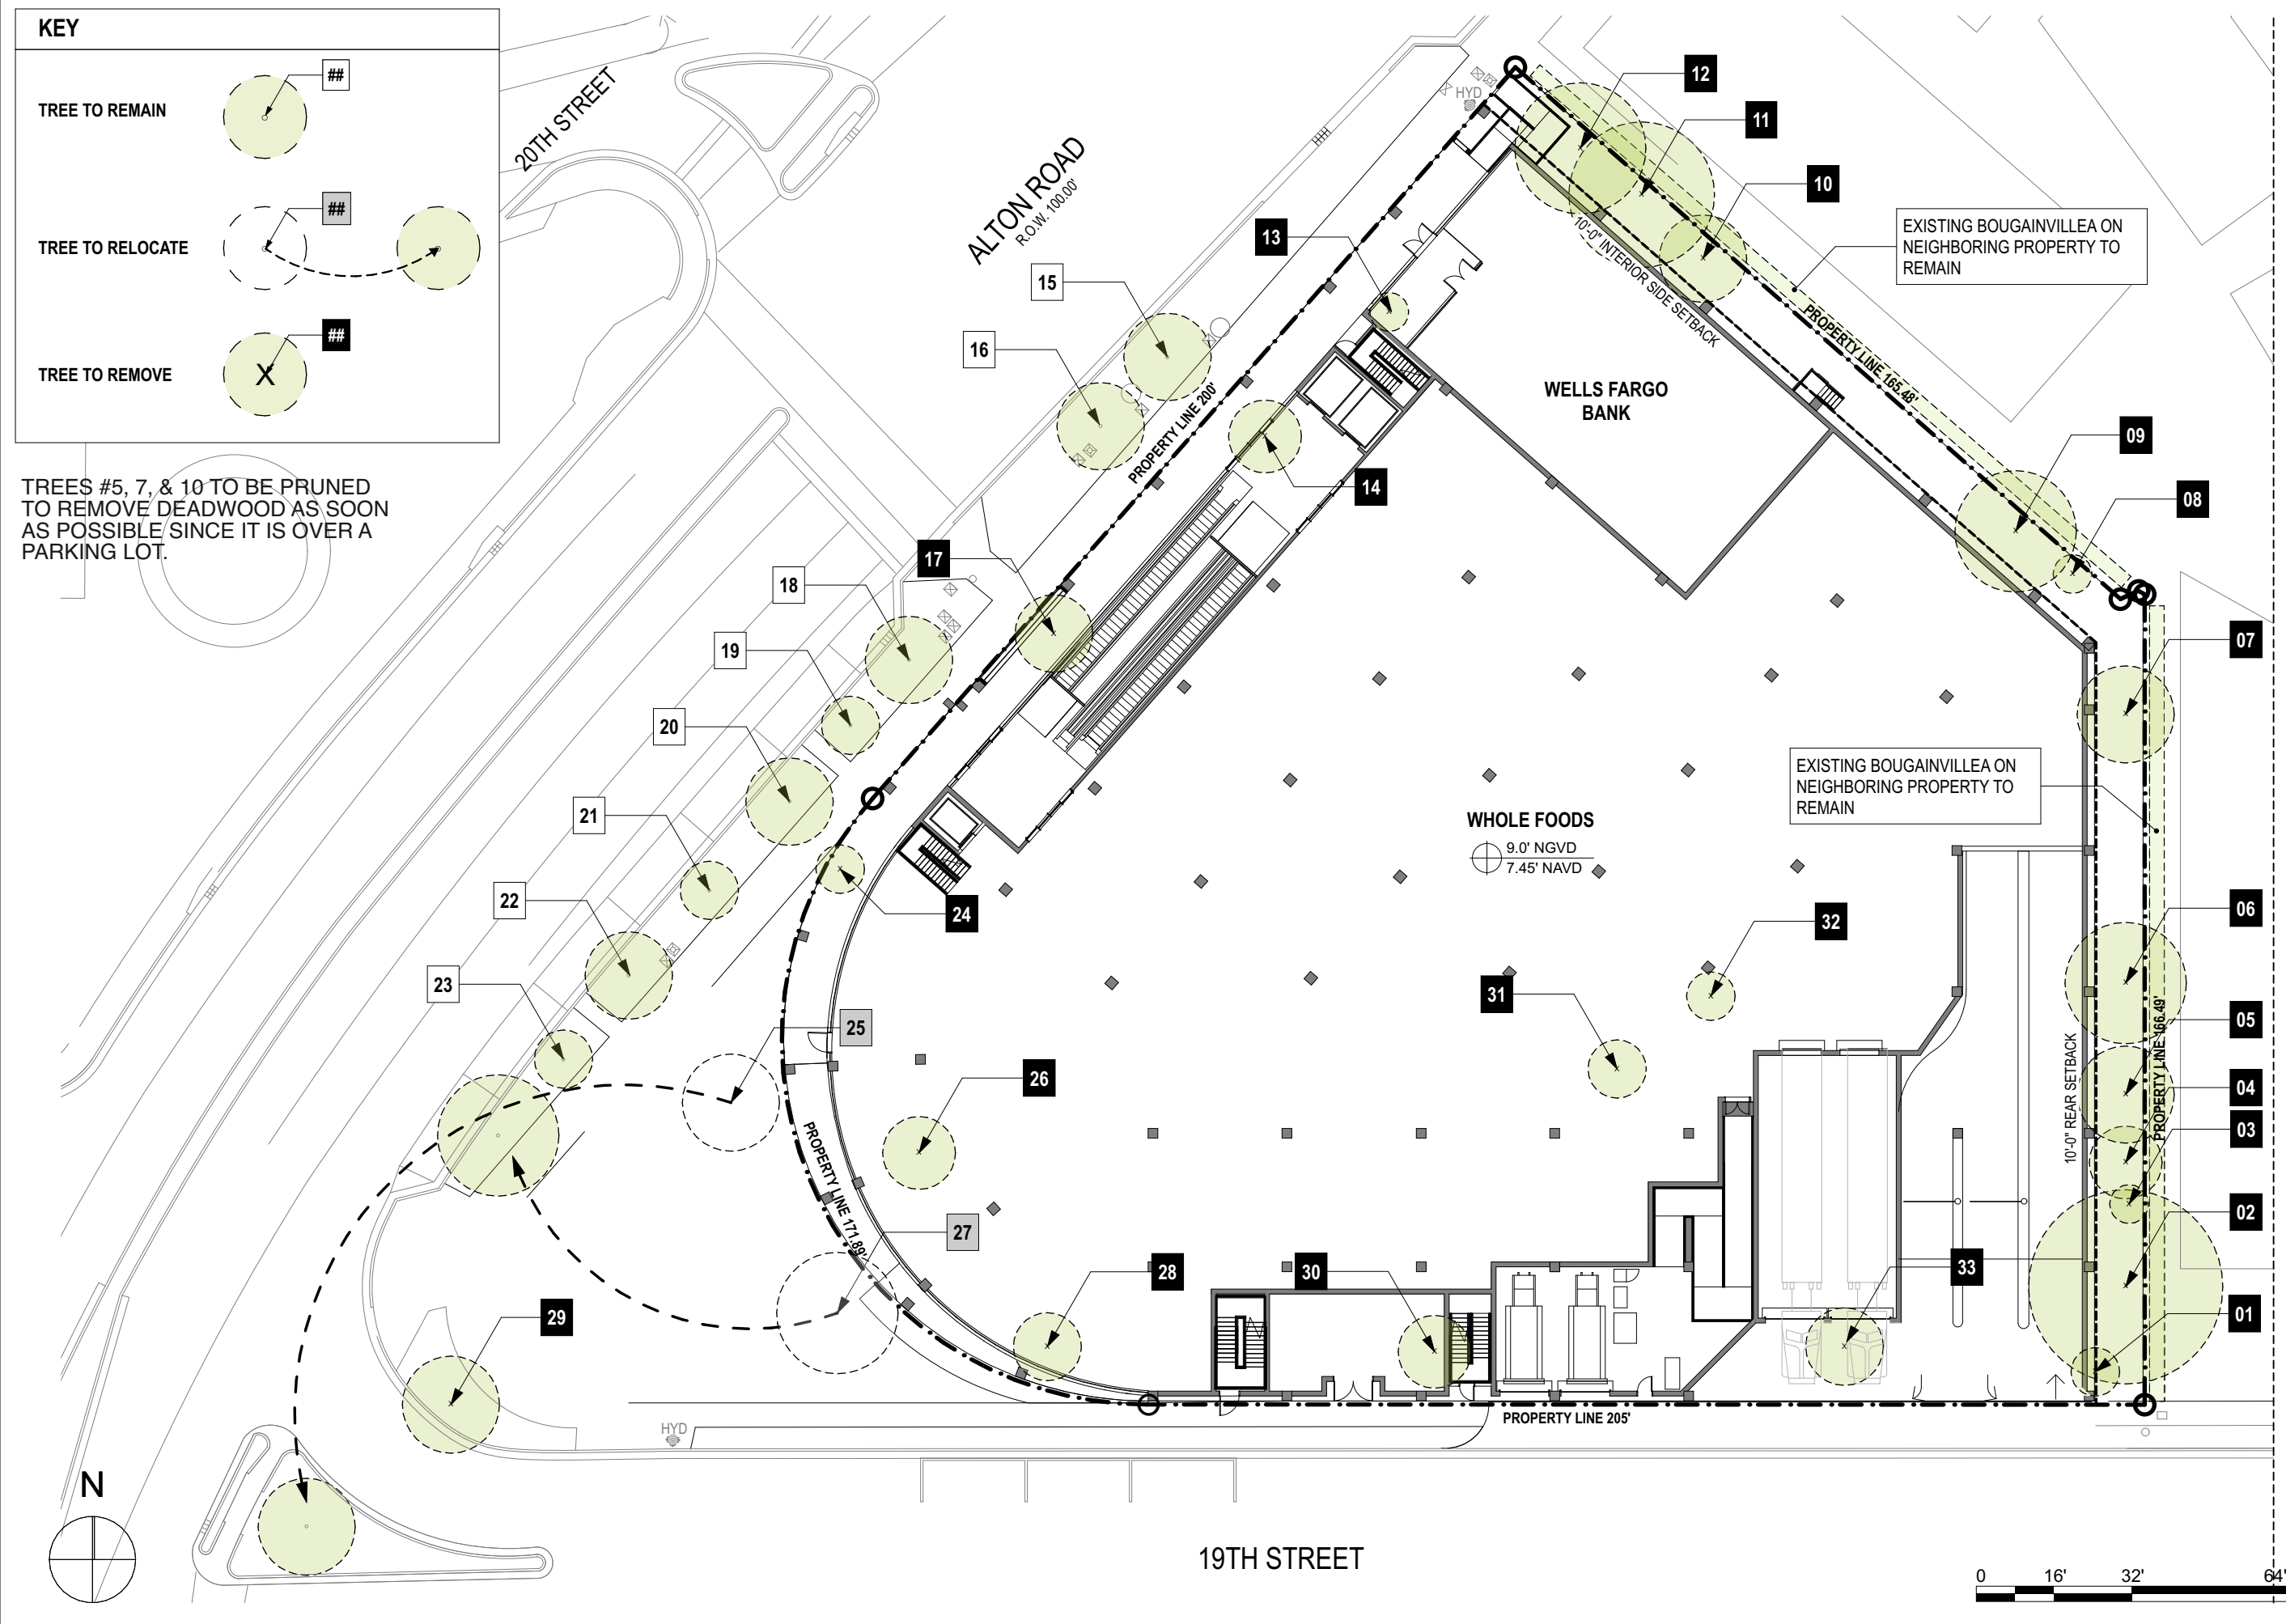 KEY
##
TREE TO REMAIN
##
TREE TO RELOCATE
##
TREE TO REMOVE
X
TREES #5, 7, & 10 TO BE PRUNED
TO REMOVE DEADWOOD AS SOON
AS POSSIBLE SINCE IT IS OVER A
PARKING LOT.
20TH STREET
ALTON ROAD
R.O.W. 100.00'
HYD
12
11
10
13
EXISTING BOUGAINVILLEA ON
NEIGHBORING PROPERTY TO
REMAIN
10'-0" INTERIOR SIDE SETBACK
PROPERTY LINE 165.48'
15
16
PROPERTY LINE 200'
WELLS FARGO
BANK
14
09
08
17
18
19
20
21
22
23
24
07
EXISTING BOUGAINVILLEA ON
NEIGHBORING PROPERTY TO
REMAIN
WHOLE FOODS
9.0' NGVD
7.45' NAVD
32
31
06
05
04
03
02
01
PROPERTY LINE 166.49'
10'-0" REAR SETBACK
25
26
27
PROPERTY LINE 171.89'
28
30
33
29
HYD
PROPERTY LINE 205'
N
19TH STREET
0 16' 32' 64'